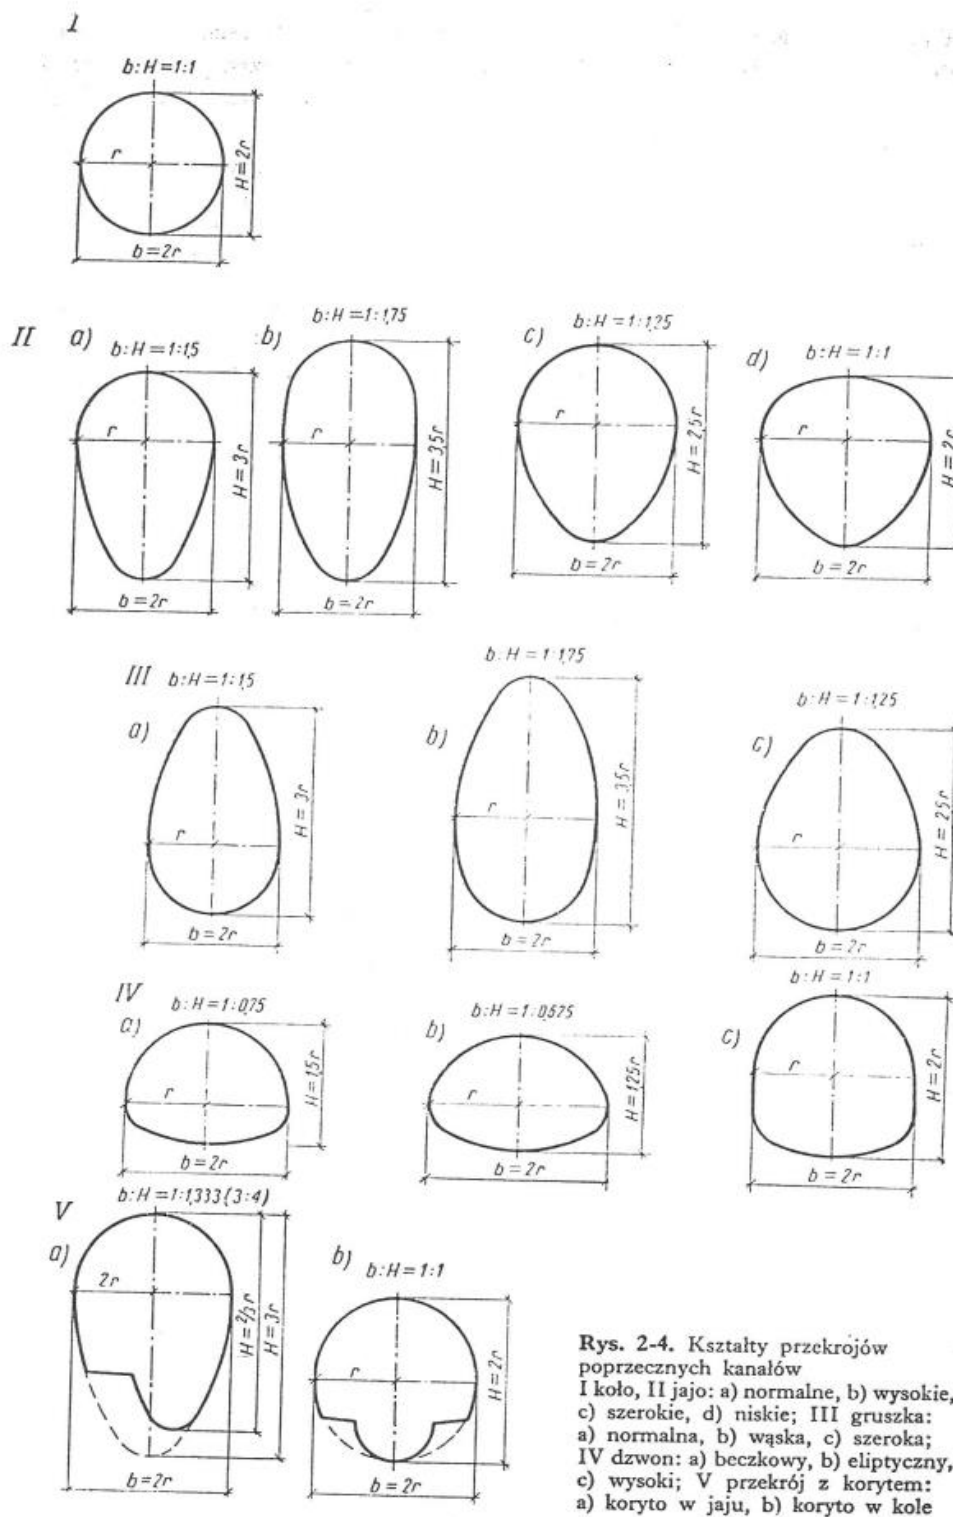 I
b:H=1:1
r
H=2r
b=2r
II
a)
b:H=1:1,5
r
H=3r
b=2r
b)
b:H=1:1,75
r
H=3,5r
b=2r
c)
b:H=1:1,25
r
H=2,5r
b=2r
d)
b:H=1:1
r
H=2r
b=2r
III
b:H=1:1,5
a)
r
H=3r
b=2r
b:H=1:1,75
b)
r
H=3,5r
b=2r
b:H=1:1,25
c)
r
H=2,5r
b=2r
IV
b:H=1:0,75
a)
r
H=1,5r
b=2r
b:H=1:0,575
b)
r
H=1,25r
b=2r
b:H=1:1
c)
r
H=2r
b=2r
V
b:H=1:1,333(3:4)
a)
2r
H=2/3r
H=3r
b=2r
b)
b:H=1:1
r
H=2r
b=2r
Rys. 2-4. Kształty przekrojów
poprzecznych kanałów
I koło, II jajo: a) normalne, b) wysokie,
c) szerokie, d) niskie; III gruszka:
a) normalna, b) wąska, c) szeroka;
IV dzwon: a) beczkowy, b) eliptyczny,
c) wysoki; V przekrój z korytem:
a) koryto w jaju, b) koryto w kole